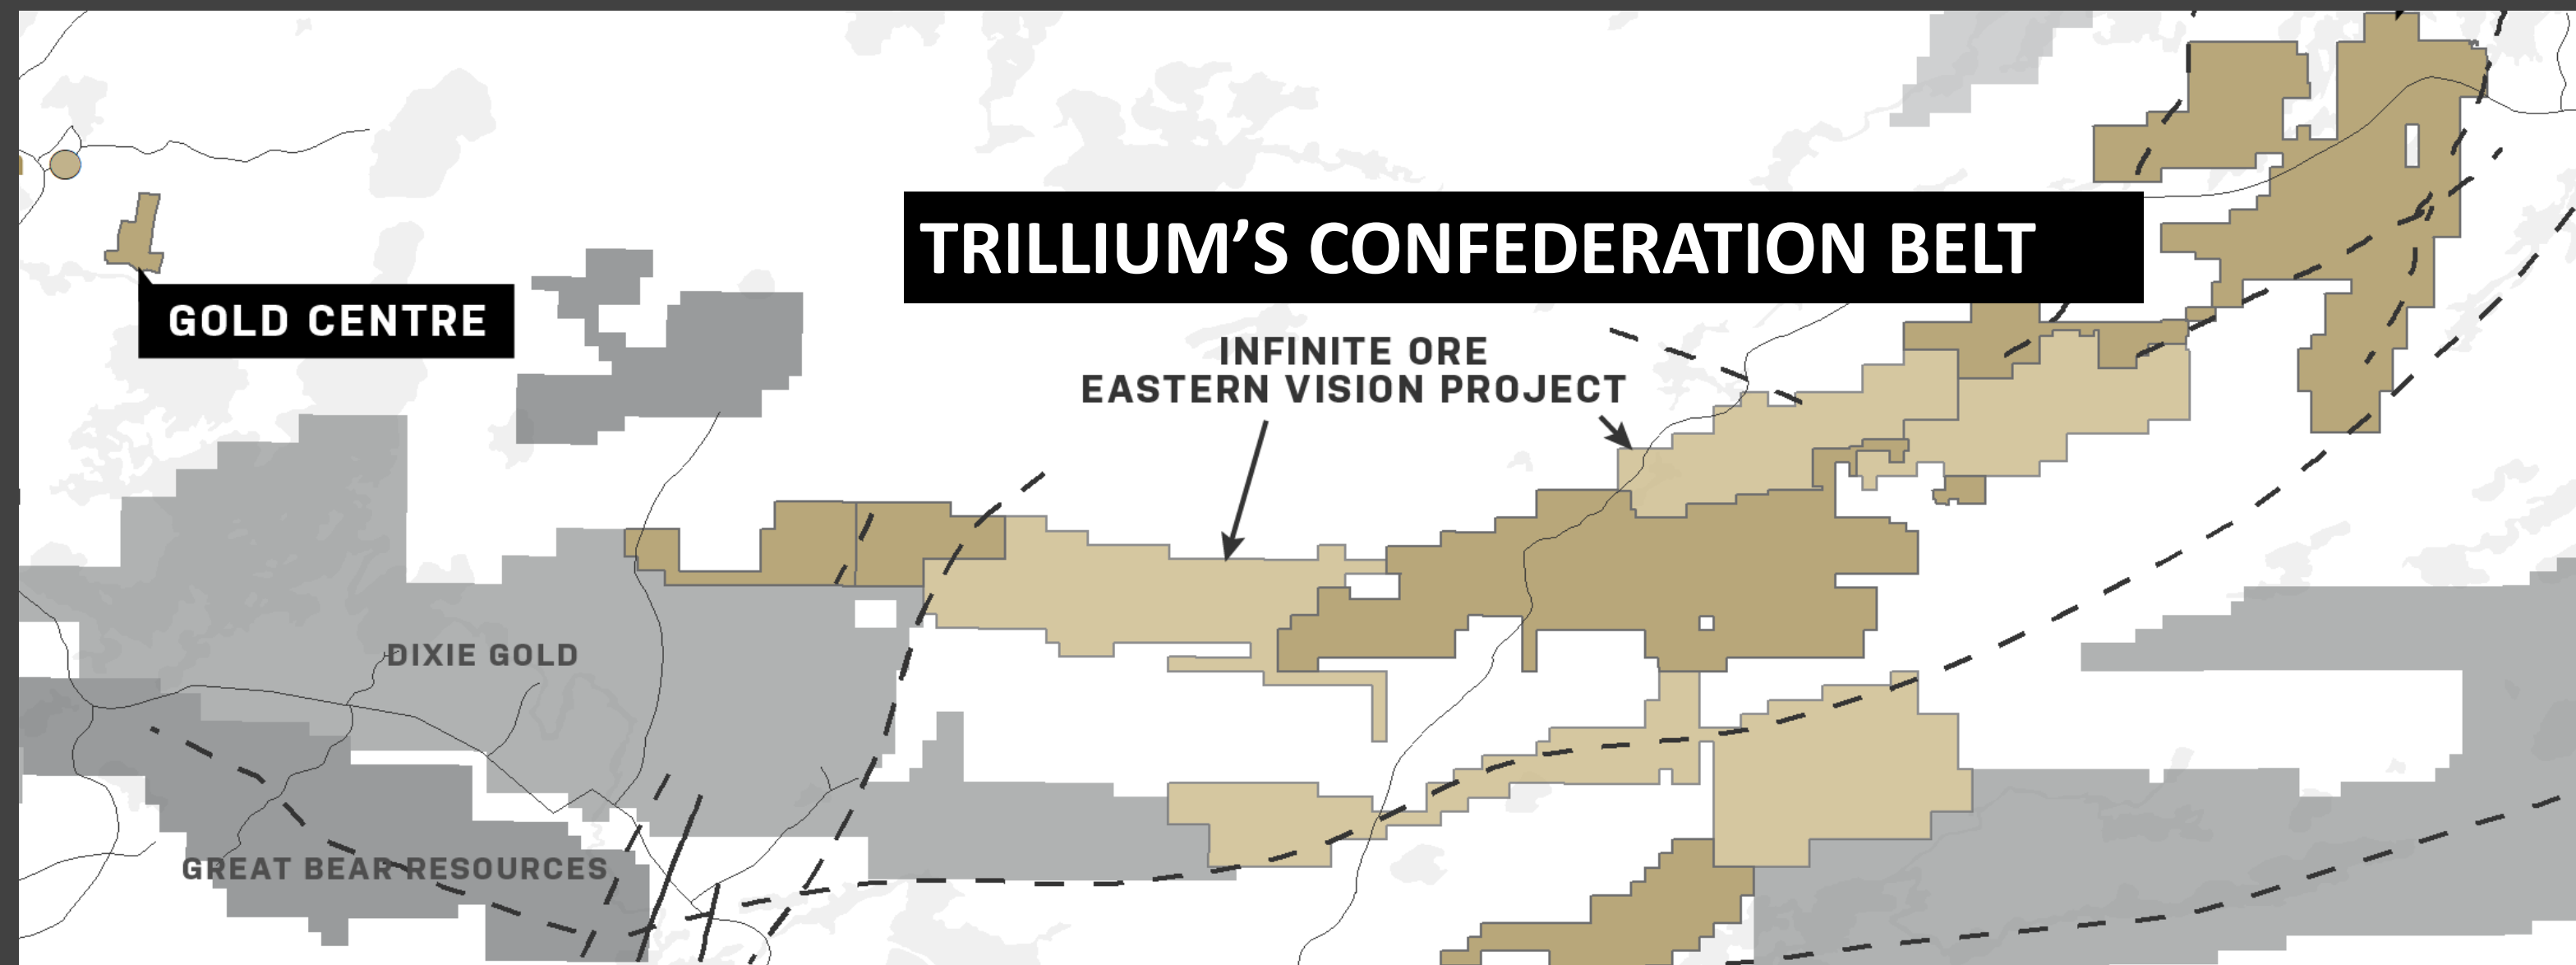 TRILLIUM’S CONFEDERATION BELT
GOLD CENTRE
INFINITE ORE
EASTERN VISION PROJECT
DIXIE GOLD
GREAT BEAR RESOURCES